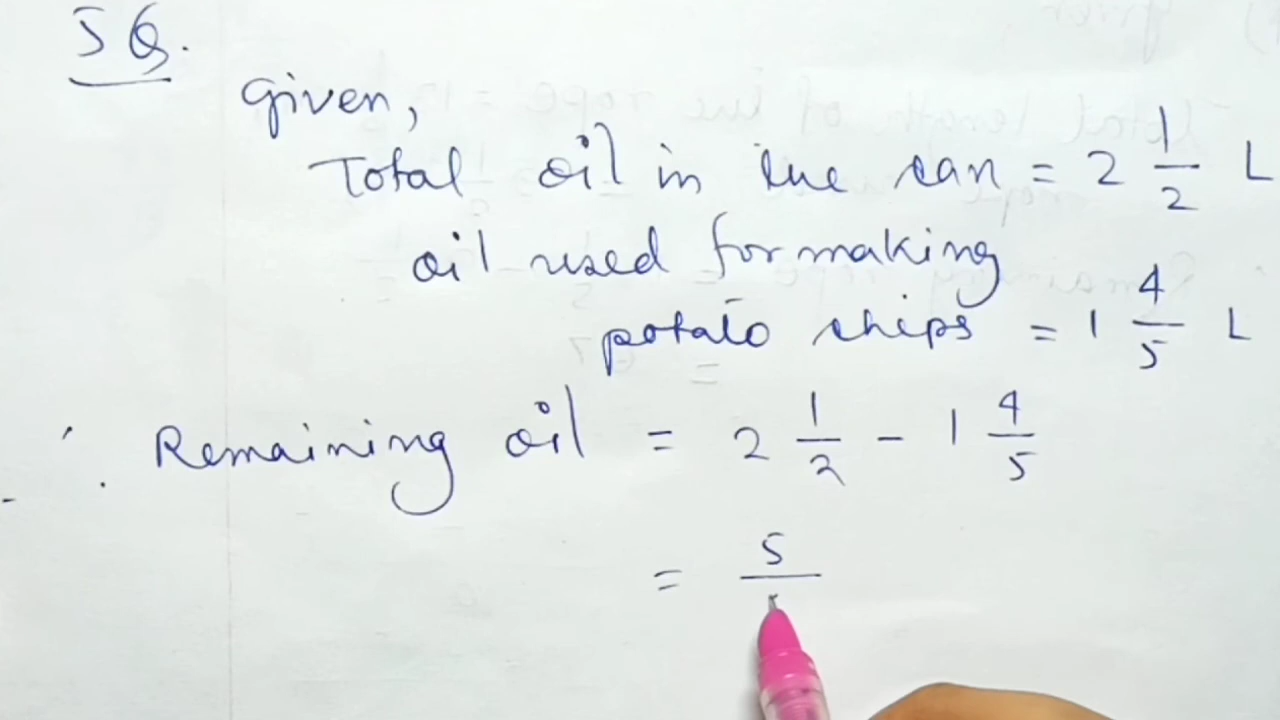 5Q.
Given,
Total oil in the can = 2 1/2 L
oil used for making
potato chips = 1 4/5 L
∴ Remaining oil = 2 1/2 - 1 4/5
= 5/